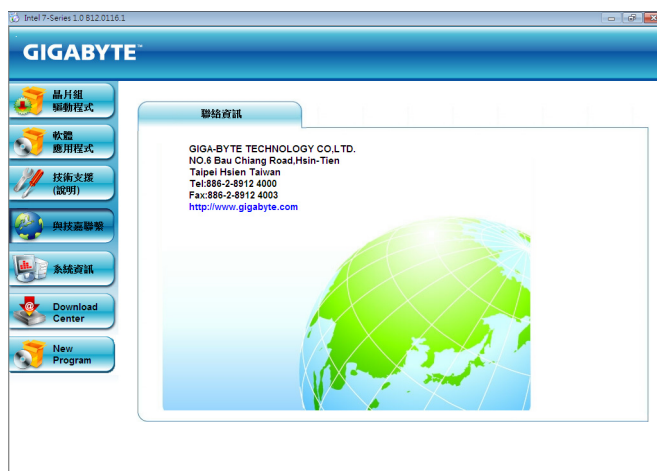 Intel 7-Series 1.0 B12.0116.1
GIGABYTE™
晶片組
驅動程式
軟體
應用程式
技術支援
(說明)
與技嘉聯繫
系統資訊
Download
Center
New
Program
聯絡資訊
GIGA-BYTE TECHNOLOGY CO,LTD.
NO.6 Bau Chiang Road,Hsin-Tien
Taipei Hsien Taiwan
Tel:886-2-8912 4000
Fax:886-2-8912 4003
http://www.gigabyte.com